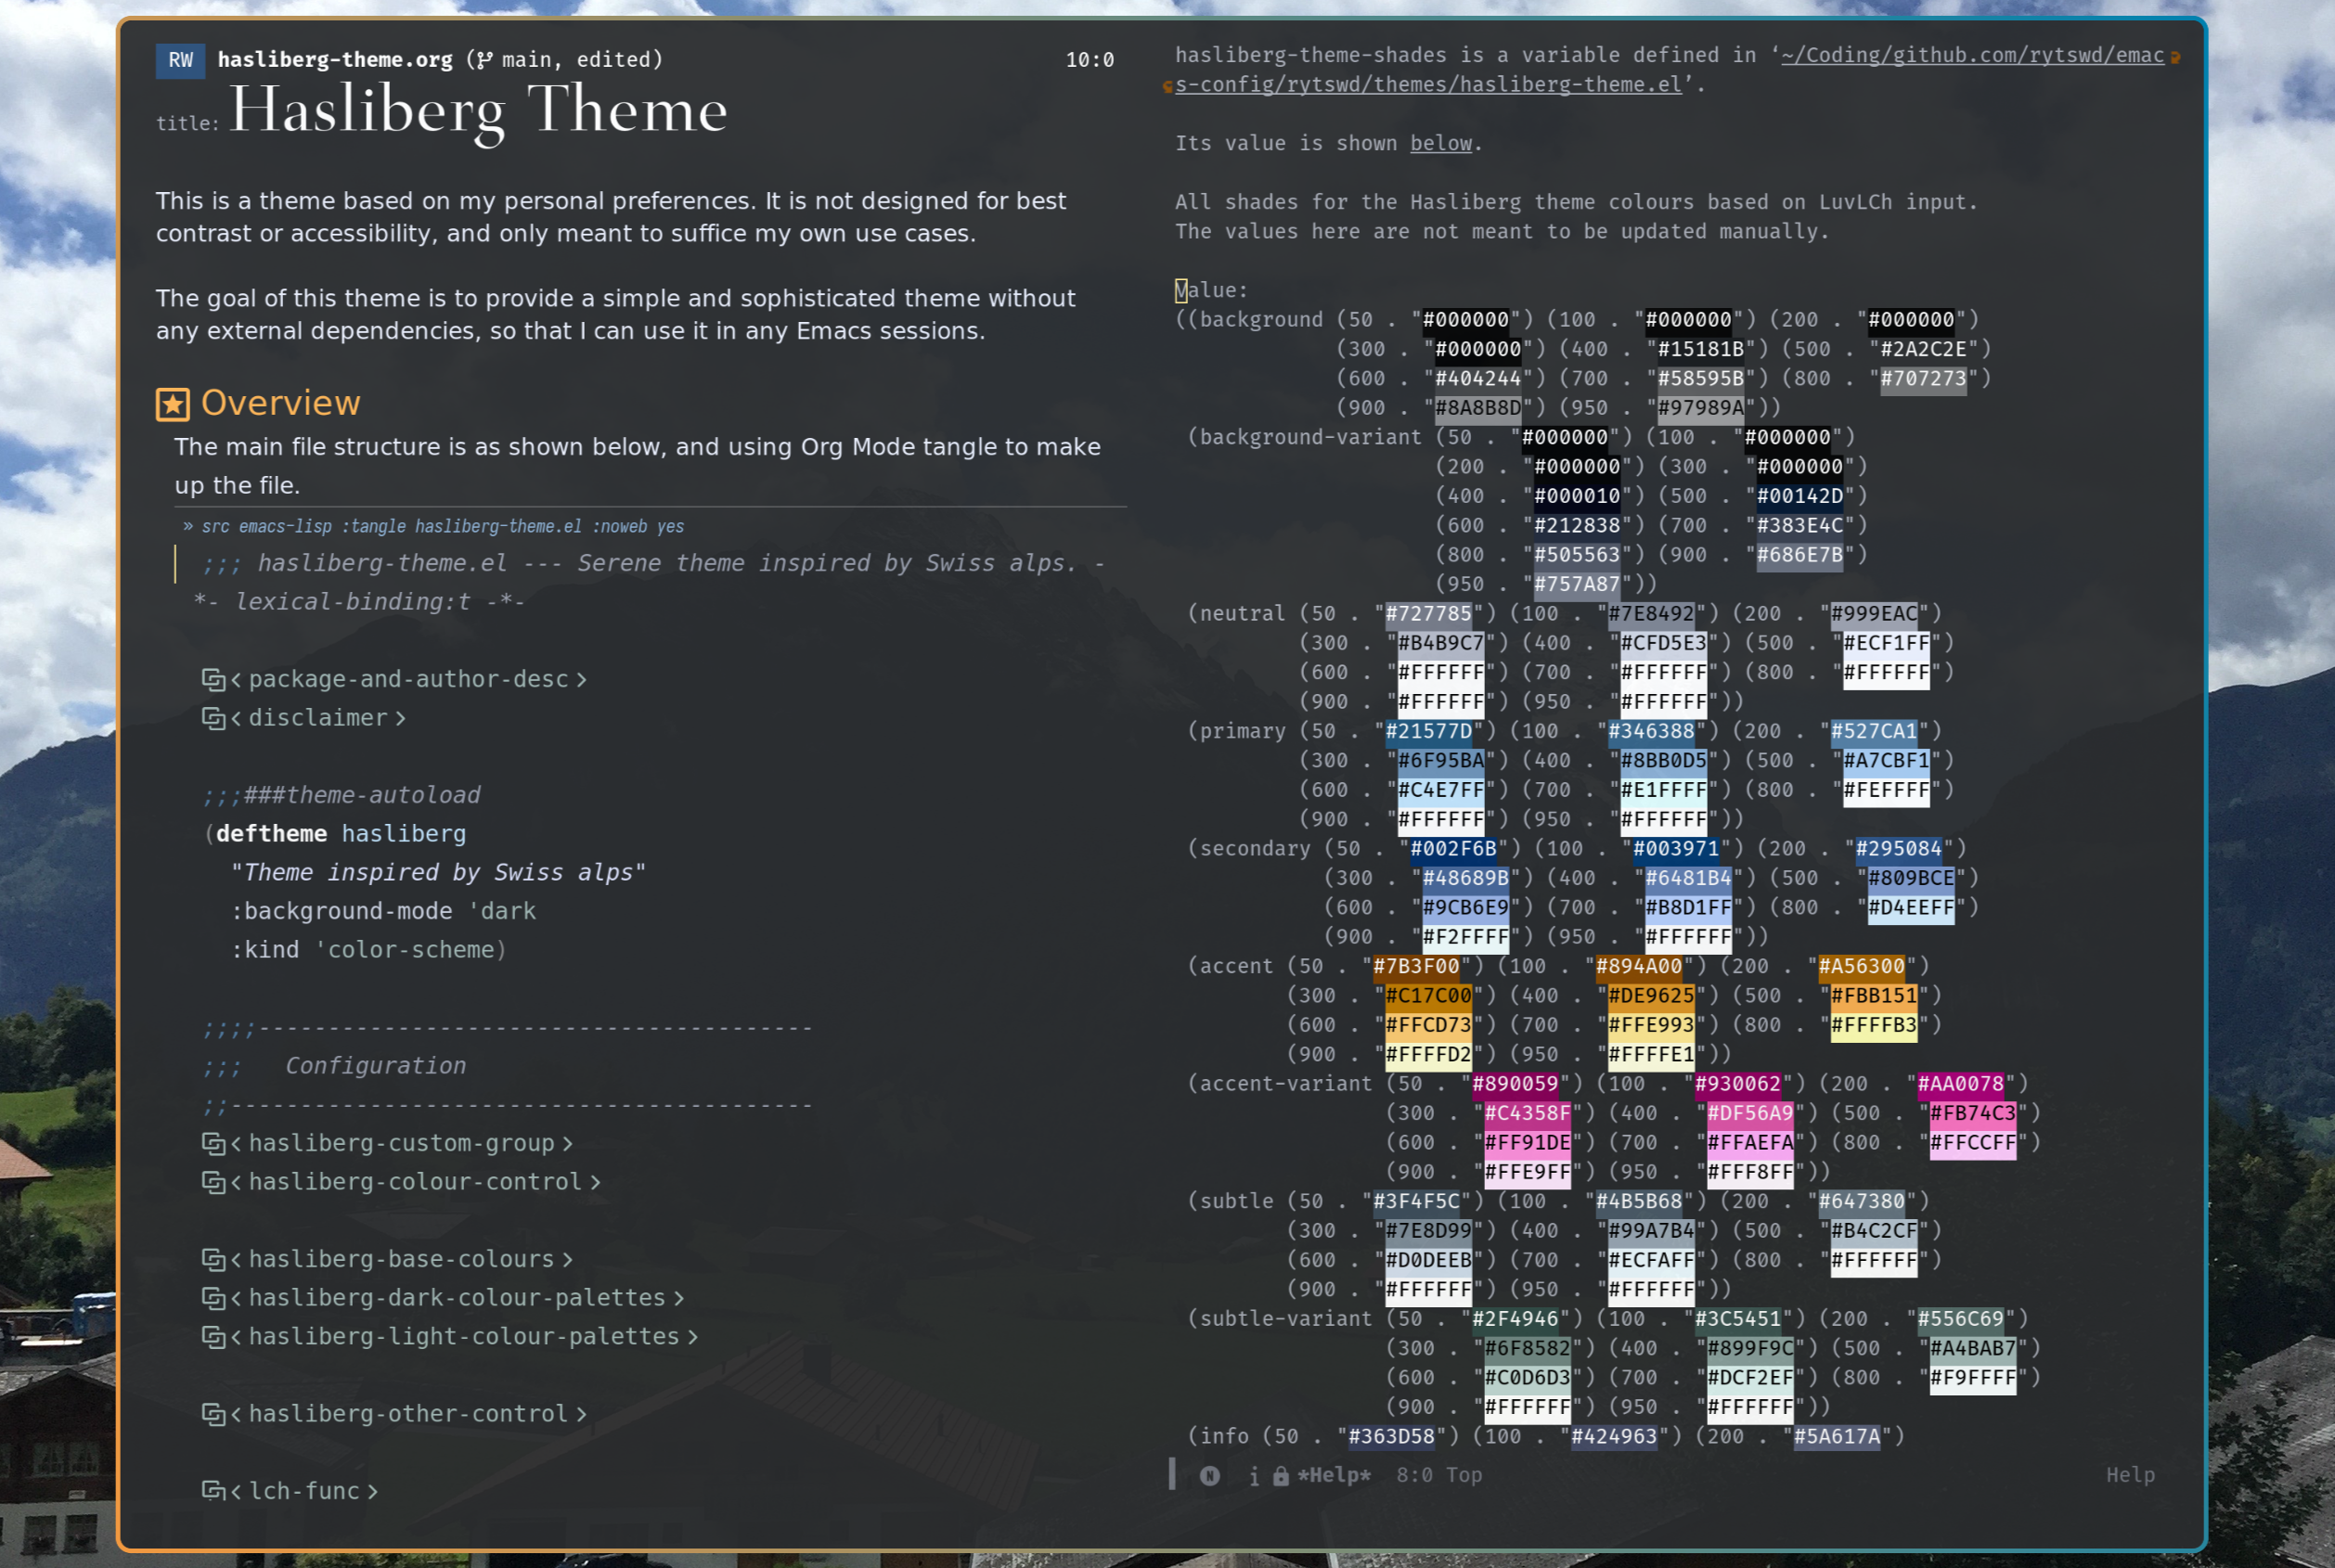 RW hasliberg-theme.org (main, edited) 10:0
title: Hasliberg Theme
This is a theme based on my personal preferences. It is not designed for best
contrast or accessibility, and only meant to suffice my own use cases.
The goal of this theme is to provide a simple and sophisticated theme without
any external dependencies, so that I can use it in any Emacs sessions.
Overview
The main file structure is as shown below, and using Org Mode tangle to make
up the file.
» src emacs-lisp :tangle hasliberg-theme.el :noweb yes
;;; hasliberg-theme.el --- Serene theme inspired by Swiss alps. -
*- lexical-binding:t -*-
< package-and-author-desc >
< disclaimer >
;;;###theme-autoload
(deftheme hasliberg
"Theme inspired by Swiss alps"
:background-mode 'dark
:kind 'color-scheme)
;;;;----------------------------------------
;;; Configuration
;;------------------------------------------
< hasliberg-custom-group >
< hasliberg-colour-control >
< hasliberg-base-colours >
< hasliberg-dark-colour-palettes >
< hasliberg-light-colour-palettes >
< hasliberg-other-control >
< lch-func >
hasliberg-theme-shades is a variable defined in ‘~/Coding/github.com/rytswd/emac
s-config/rytswd/themes/hasliberg-theme.el’.
Its value is shown below.
All shades for the Hasliberg theme colours based on LuvLCh input.
The values here are not meant to be updated manually.
Value:
((background (50 . "#000000") (100 . "#000000") (200 . "#000000")
(300 . "#000000") (400 . "#15181B") (500 . "#2A2C2E")
(600 . "#404244") (700 . "#58595B") (800 . "#707273")
(900 . "#8A8B8D") (950 . "#97989A"))
(background-variant (50 . "#000000") (100 . "#000000")
(200 . "#000000") (300 . "#000000")
(400 . "#000010") (500 . "#00142D")
(600 . "#212838") (700 . "#383E4C")
(800 . "#505563") (900 . "#686E7B")
(950 . "#757A87"))
(neutral (50 . "#727785") (100 . "#7E8492") (200 . "#999EAC")
(300 . "#B4B9C7") (400 . "#CFD5E3") (500 . "#ECF1FF")
(600 . "#FFFFFF") (700 . "#FFFFFF") (800 . "#FFFFFF")
(900 . "#FFFFFF") (950 . "#FFFFFF"))
(primary (50 . "#21577D") (100 . "#346388") (200 . "#527CA1")
(300 . "#6F95BA") (400 . "#8BB0D5") (500 . "#A7CBF1")
(600 . "#C4E7FF") (700 . "#E1FFFF") (800 . "#FEFFFF")
(900 . "#FFFFFF") (950 . "#FFFFFF"))
(secondary (50 . "#002F6B") (100 . "#003971") (200 . "#295084")
(300 . "#48689B") (400 . "#6481B4") (500 . "#809BCE")
(600 . "#9CB6E9") (700 . "#B8D1FF") (800 . "#D4EEFF")
(900 . "#F2FFFF") (950 . "#FFFFFF"))
(accent (50 . "#7B3F00") (100 . "#894A00") (200 . "#A56300")
(300 . "#C17C00") (400 . "#DE9625") (500 . "#FBB151")
(600 . "#FFCD73") (700 . "#FFE993") (800 . "#FFFFB3")
(900 . "#FFFFD2") (950 . "#FFFFE1"))
(accent-variant (50 . "#890059") (100 . "#930062") (200 . "#AA0078")
(300 . "#C4358F") (400 . "#DF56A9") (500 . "#FB74C3")
(600 . "#FF91DE") (700 . "#FFAEFA") (800 . "#FFCCFF")
(900 . "#FFE9FF") (950 . "#FFF8FF"))
(subtle (50 . "#3F4F5C") (100 . "#4B5B68") (200 . "#647380")
(300 . "#7E8D99") (400 . "#99A7B4") (500 . "#B4C2CF")
(600 . "#D0DEEB") (700 . "#ECFAFF") (800 . "#FFFFFF")
(900 . "#FFFFFF") (950 . "#FFFFFF"))
(subtle-variant (50 . "#2F4946") (100 . "#3C5451") (200 . "#556C69")
(300 . "#6F8582") (400 . "#899F9C") (500 . "#A4BAB7")
(600 . "#C0D6D3") (700 . "#DCF2EF") (800 . "#F9FFFF")
(900 . "#FFFFFF") (950 . "#FFFFFF"))
(info (50 . "#363D58") (100 . "#424963") (200 . "#5A617A")
N i *Help* 8:0 Top Help